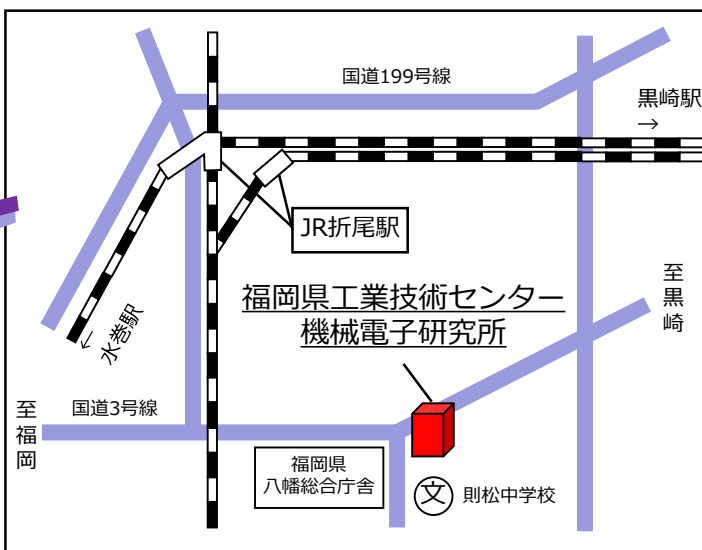 国道199号線
黒崎駅
→
JR折尾駅
福岡県工業技術センター
機械電子研究所
至黒崎
← 水巻駅
至福岡
国道3号線
福岡県
八幡総合庁舎
文
則松中学校